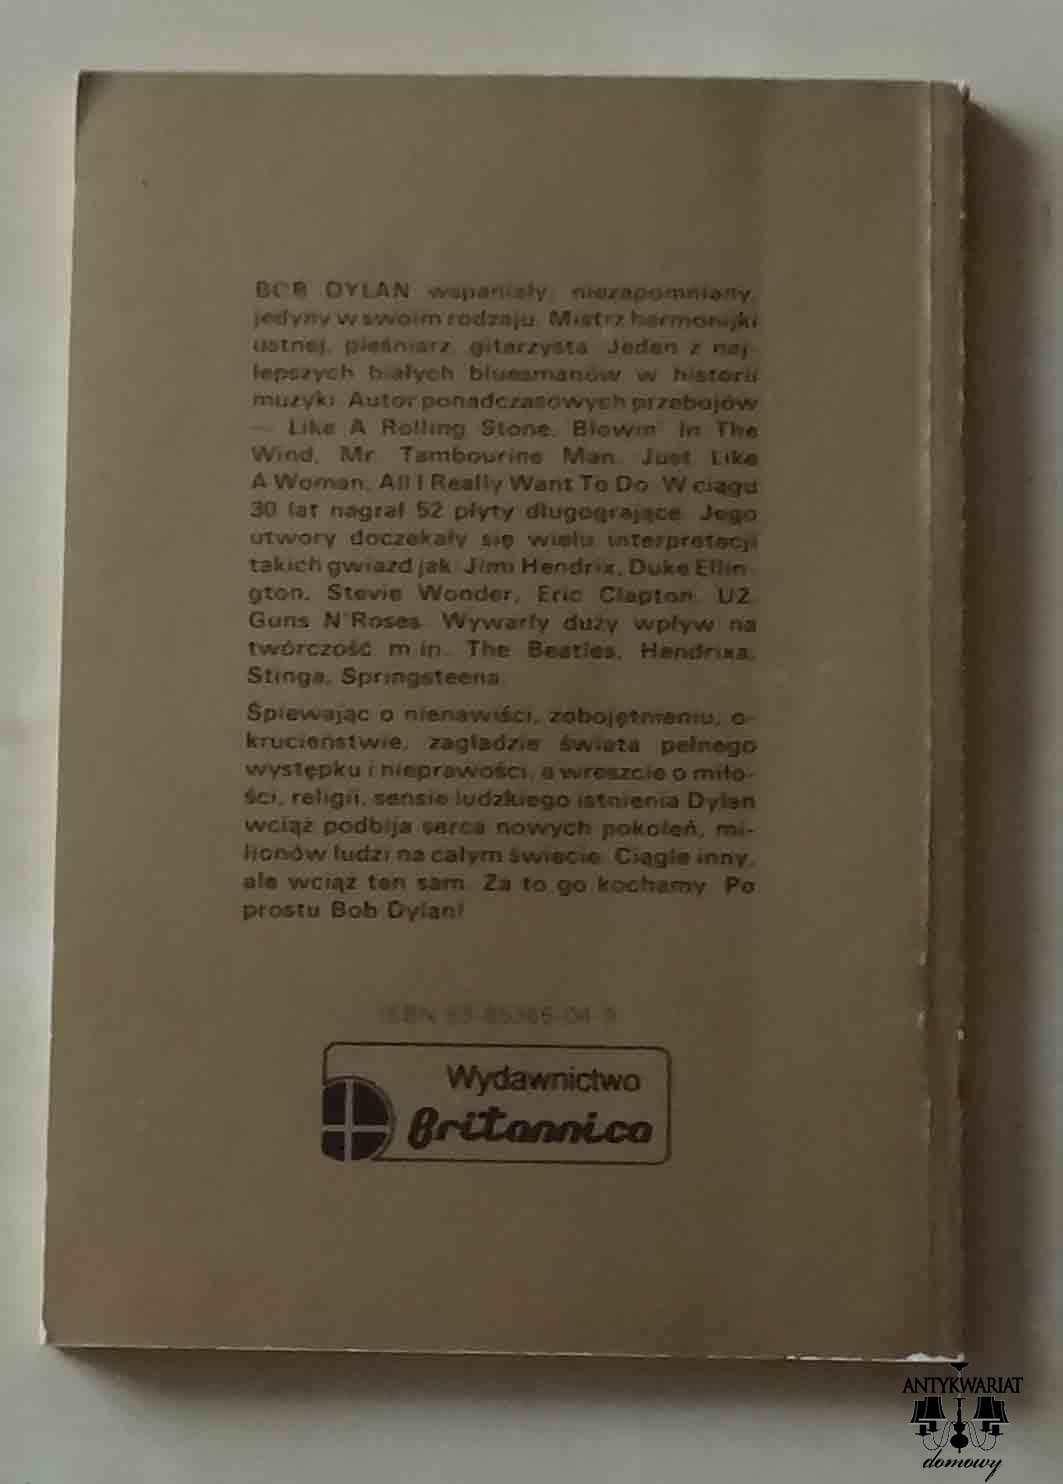 BOB DYLAN wspaniały, niezapomniany,
jedyny w swoim rodzaju. Mistrz harmonijki
ustnej, pieśniarz, gitarzysta. Jeden z naj-
lepszych białych bluesmanów w historii
muzyki. Autor ponadczasowych przebojów
— Like A Rolling Stone, Blowin' In The
Wind, Mr. Tambourine Man, Just Like
A Woman, All I Really Want To Do. W ciągu
30 lat nagrał 52 płyty długogrające. Jego
utwory doczekały się wielu interpretacji
takich gwiazd jak: Jimi Hendrix, Duke Ellin-
gton, Stevie Wonder, Eric Clapton, U2,
Guns N'Roses. Wywarły duży wpływ na
twórczość m.in. The Beatles, Hendrixa,
Stinga, Springsteena.
Śpiewając o nienawiści, zobojętnieniu, o-
krucieństwie, zagładzie świata pełnego
występku i nieprawości, a wreszcie o miło-
ści, religii, sensie ludzkiego istnienia Dylan
wciąż podbija serca nowych pokoleń, mi-
lionów ludzi na całym świecie. Ciągle inny,
ale wciąż ten sam. Za to go kochamy. Po
prostu Bob Dylan!
ISBN 83-85365-04
Wydawnictwo
Britannica
ANTYKWARIAT
domowy